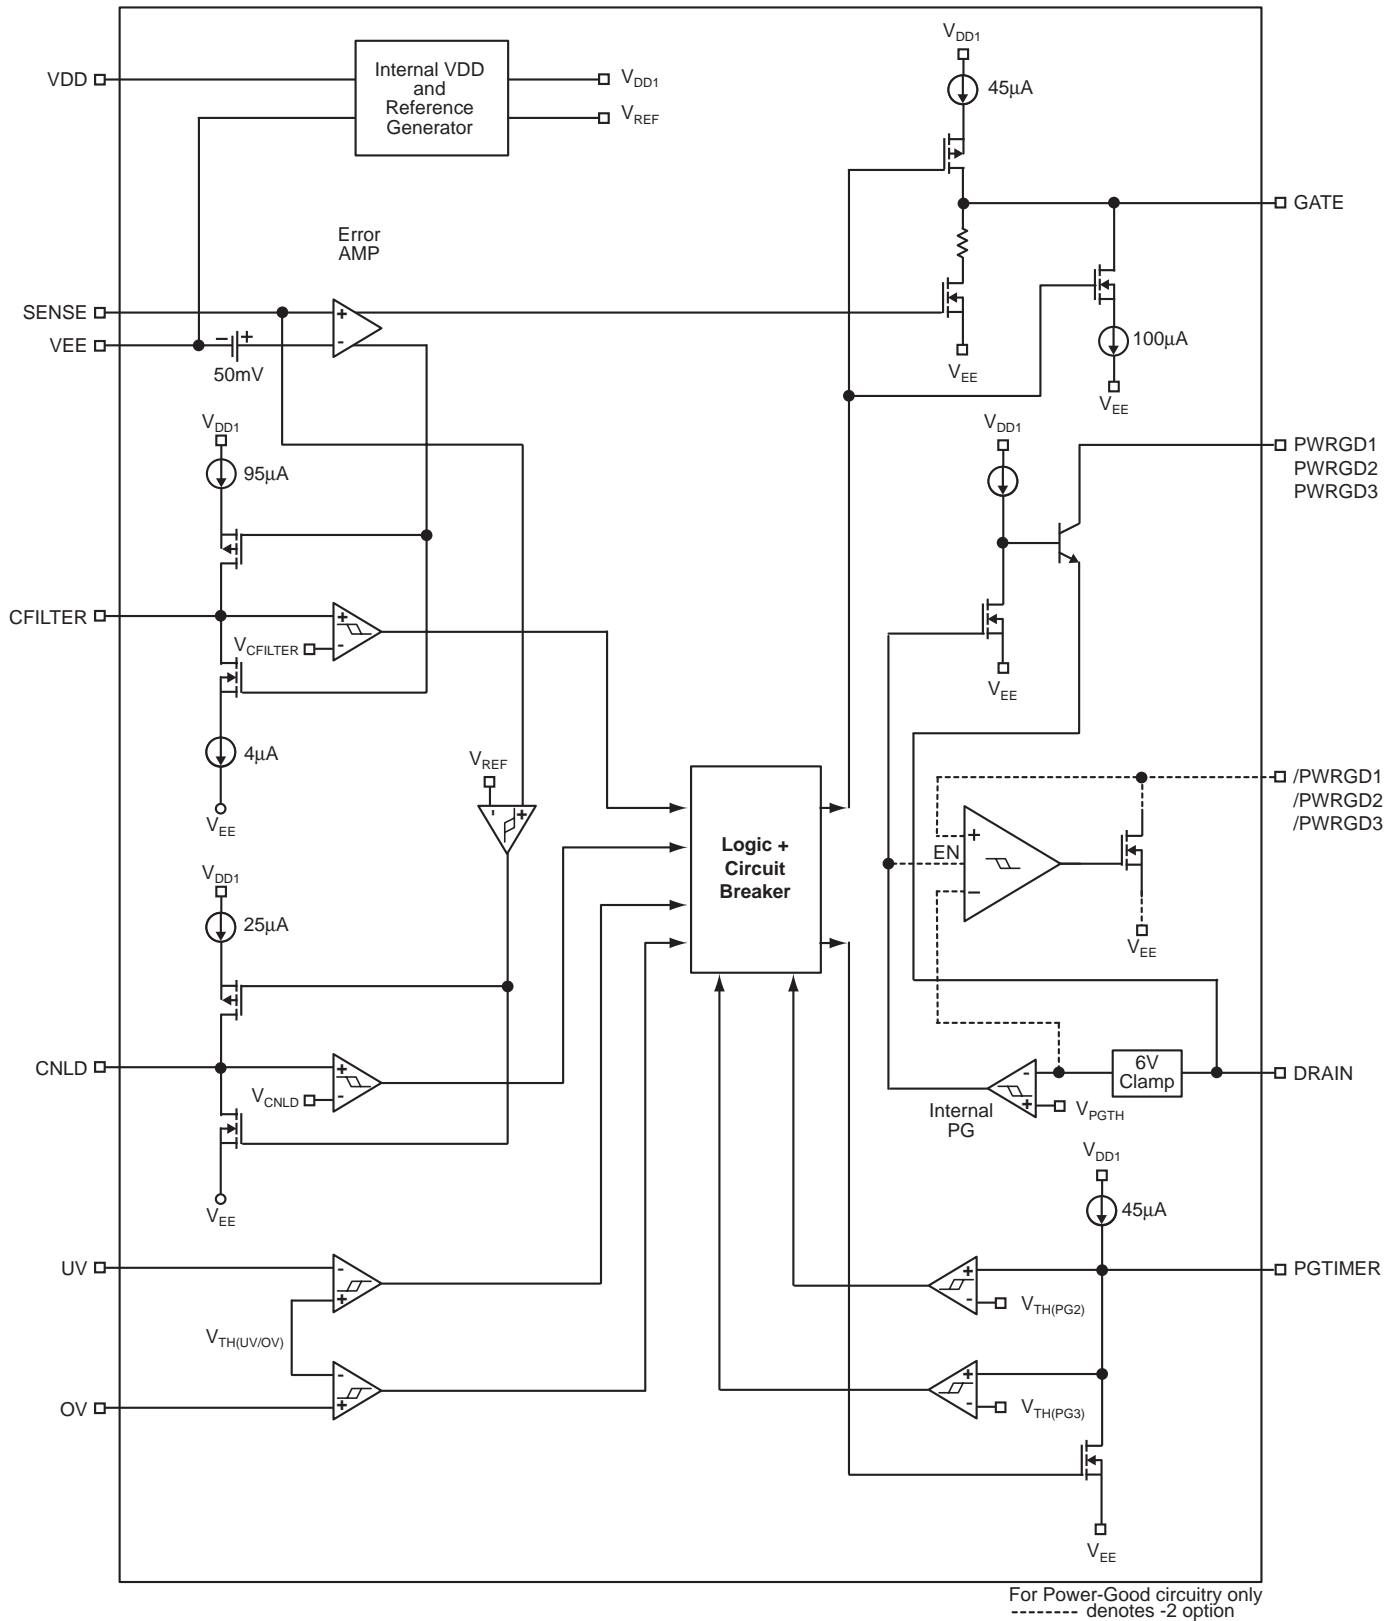 VDD
Internal VDD
and
Reference
Generator
VDD1
VREF
VDD1
45µA
GATE
Error
AMP
SENSE
+
VEE
− +
-
50mV
VEE
100µA
VEE
VDD1
95µA
VDD1
PWRGD1
PWRGD2
PWRGD3
CFILTER
+
VCFILTER
-
VEE
4µA
VEE
VREF
- +
/PWRGD1
/PWRGD2
/PWRGD3
Logic +
Circuit
Breaker
+
EN
−
VEE
VDD1
25µA
CNLD
+
VCNLD
-
6V
Clamp
DRAIN
-
+
VPGTH
Internal
PG
VEE
VDD1
45µA
UV
-
+
PGTIMER
+
-
VTH(PG2)
VTH(UV/OV)
OV
-
+
+
-
VTH(PG3)
VEE
For Power-Good circuitry only
------- denotes -2 option